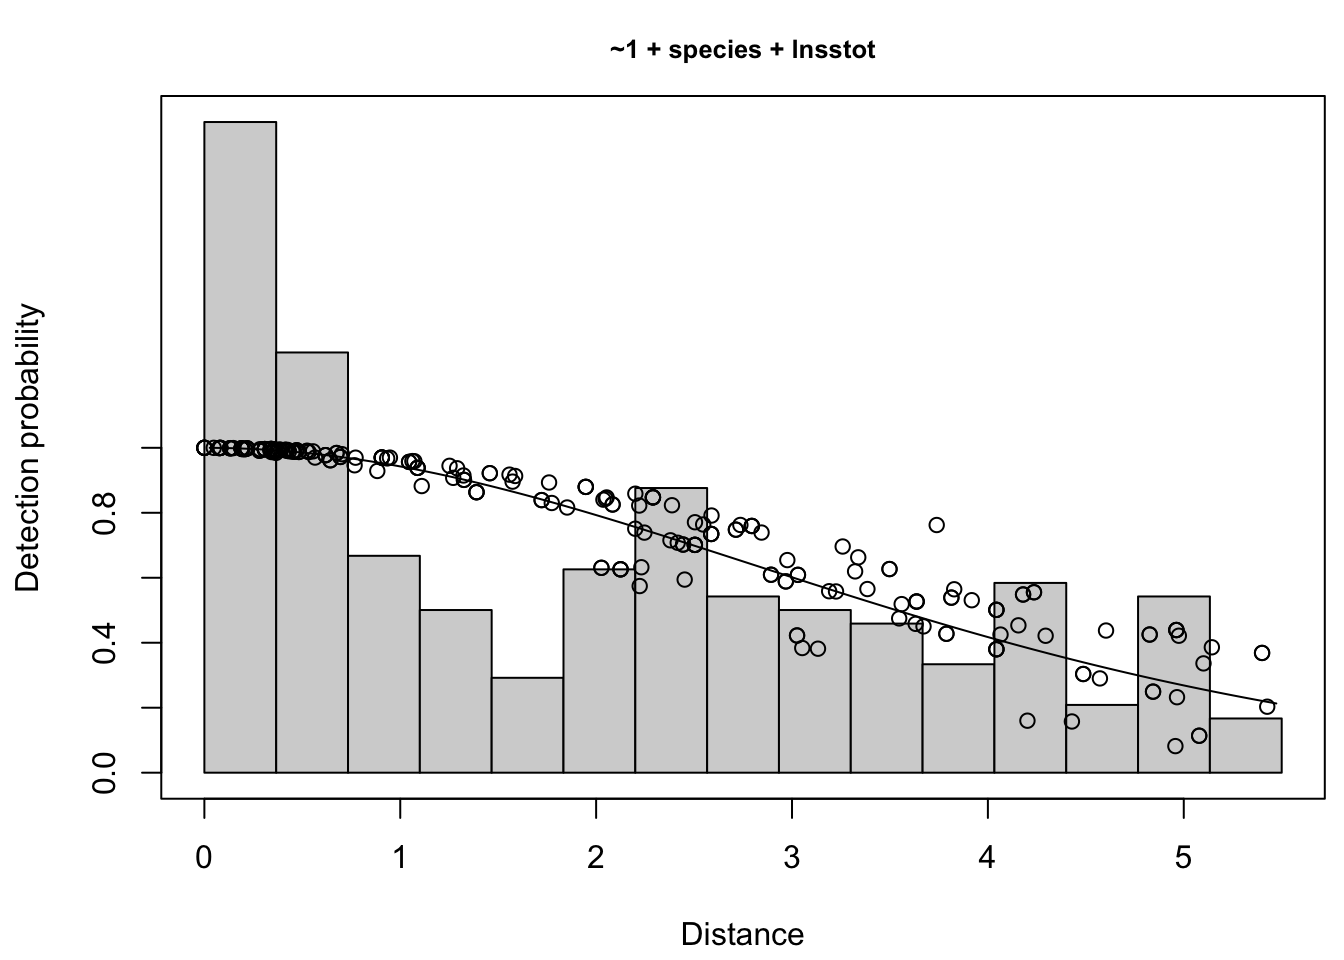 ~1 + species + lnsstot
Detection probability
0.8
0.4
0.0
0 1 2 3 4 5
Distance